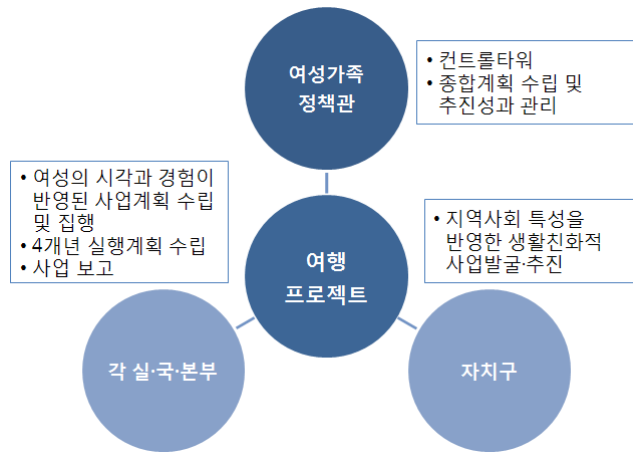 여성가족
정책관
• 컨트롤타워
• 종합계획 수립 및
추진성과 관리
• 여성의 시각과 경험이
반영된 사업계획 수립
및 집행
• 4개년 실행계획 수립
• 사업 보고
여행
프로젝트
• 지역사회 특성을
반영한 생활친화적
사업발굴·추진
각 실·국·본부
자치구